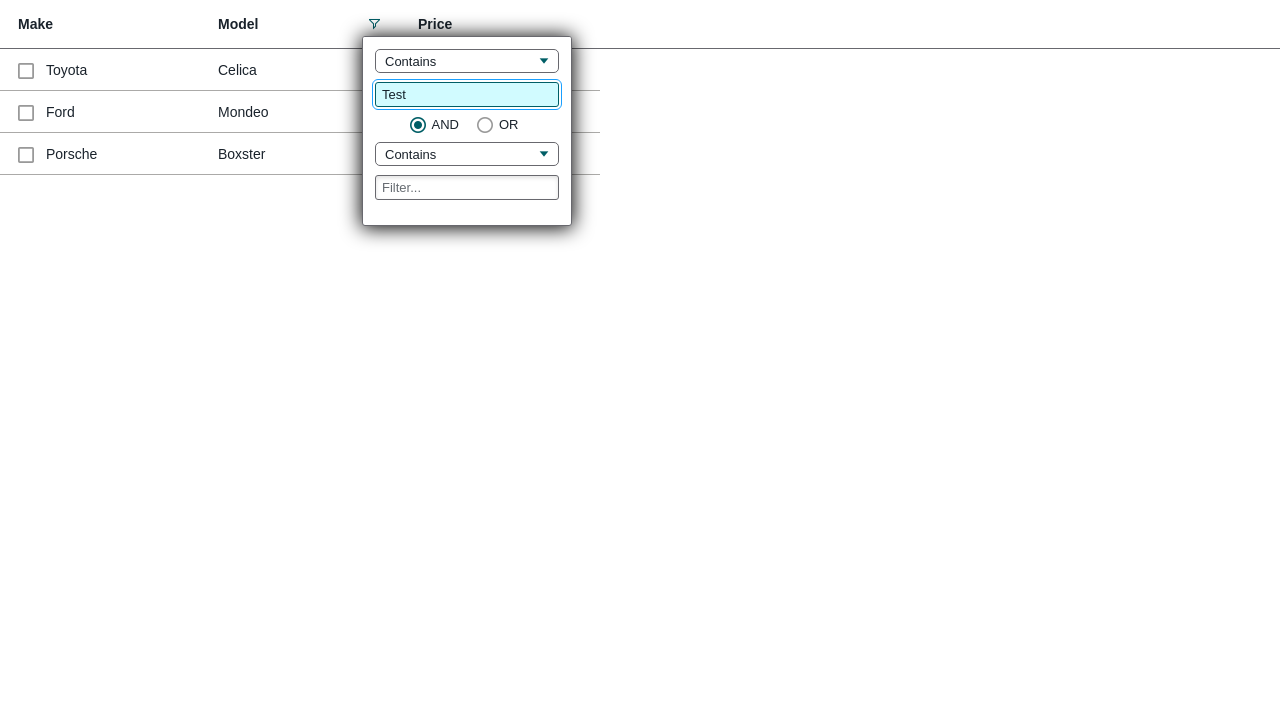 Make Model Price
Contains
Toyota Celica
Test
Ford Mondeo
AND OR
Porsche Boxster
Contains
Filter...